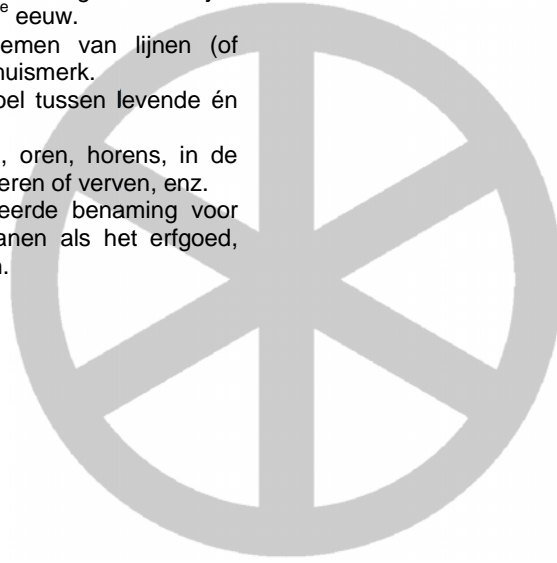 e eeuw.
emen van lijnen (of
huismerk.
pel tussen levende én
, oren, horens, in de
eren of verven, enz.
eerde benaming voor
anen als het erfgoed,